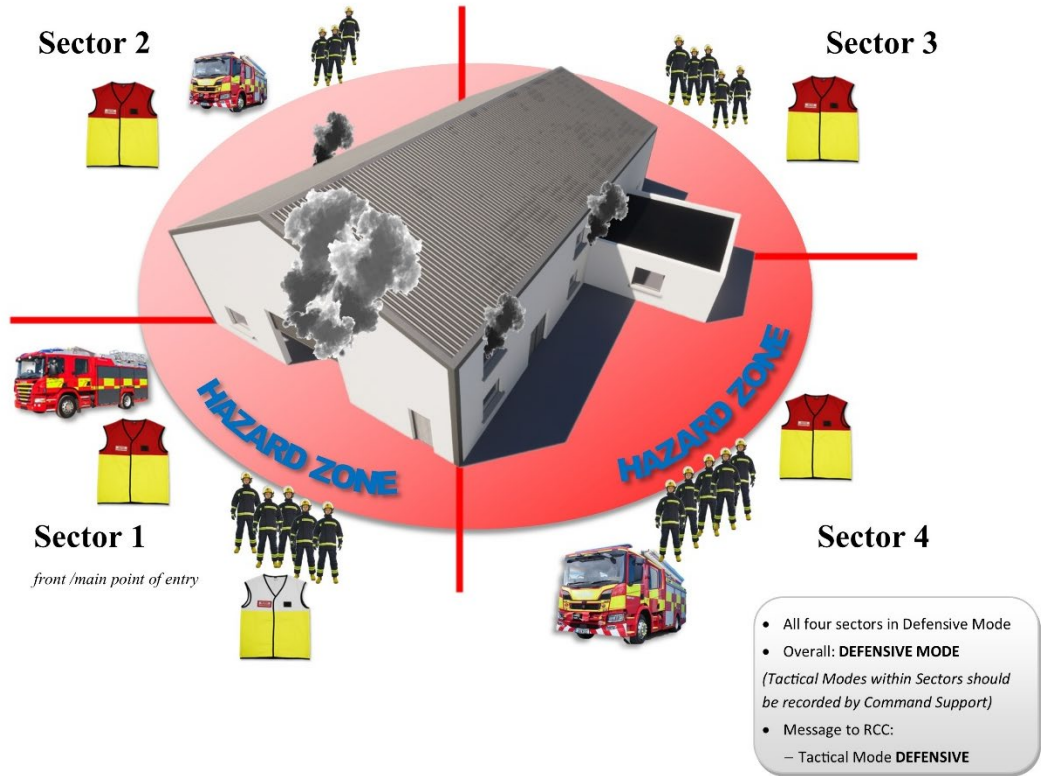 Sector 2
Sector 3
HAZARD ZONE
HAZARD ZONE
Sector 1
front /main point of entry
Sector 4
• All four sectors in Defensive Mode
• Overall: DEFENSIVE MODE
(Tactical Modes within Sectors should
be recorded by Command Support)
• Message to RCC:
– Tactical Mode DEFENSIVE